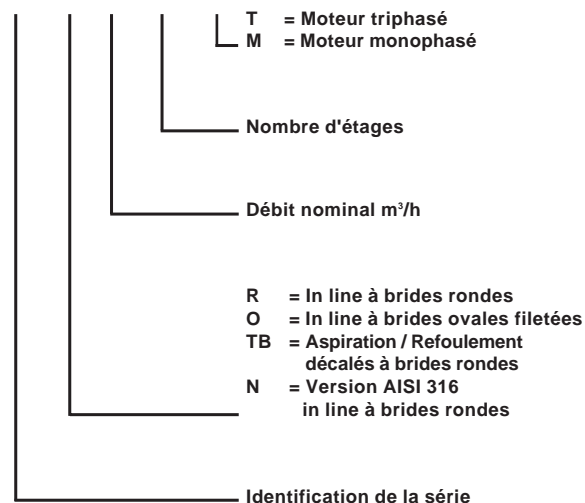 T = Moteur triphasé
M = Moteur monophasé
Nombre d'étages
Débit nominal m³/h
R = In line à brides rondes
O = In line à brides ovales filetées
TB = Aspiration / Refoulement
décalés à brides rondes
N = Version AISI 316
in line à brides rondes
Identification de la série